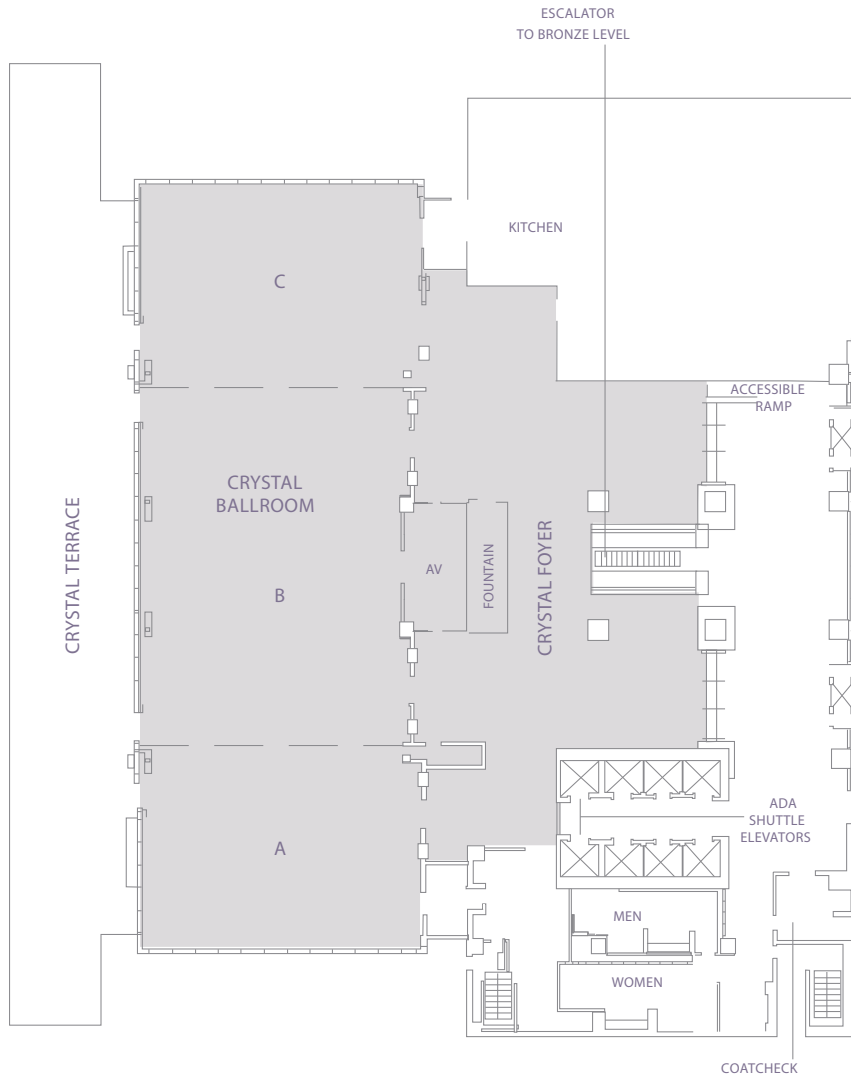 ESCALATOR
TO BRONZE LEVEL
KITCHEN
C
ACCESSIBLE
RAMP
CRYSTAL
BALLROOM
CRYSTAL TERRACE
AV
FOUNTAIN
CRYSTAL FOYER
B
A
ADA
SHUTTLE
ELEVATORS
MEN
WOMEN
COATCHECK